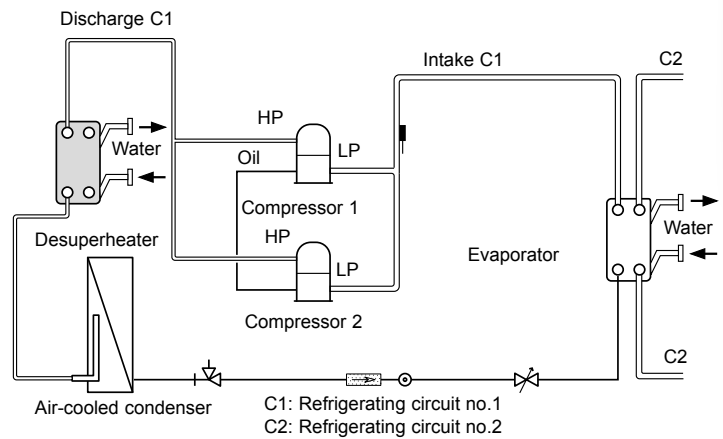 Discharge C1
Intake C1
C2
HP
Water
Oil
LP
Compressor 1
Desuperheater
HP
LP
Evaporator
Water
Compressor 2
C2
Air-cooled condenser
C1: Refrigerating circuit no.1
C2: Refrigerating circuit no.2